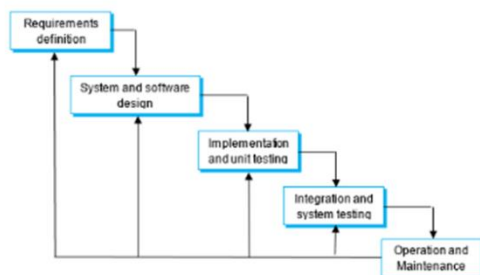 Requirements
definition
System and software
design
Implementation
and unit testing
Integration and
system testing
Operation and
Maintenance